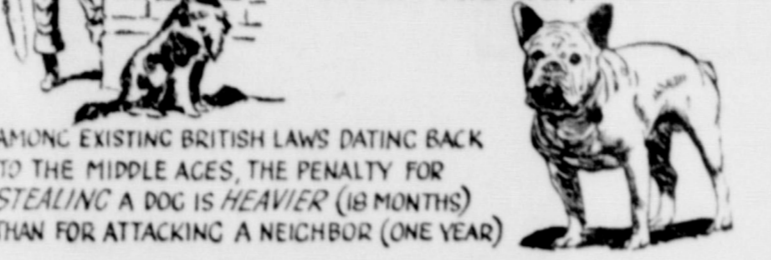 AMONG EXISTING BRITISH LAWS DATING BACK
TO THE MIDDLE AGES, THE PENALTY FOR
STEALING A DOG IS HEAVIER (18 MONTHS)
THAN FOR ATTACKING A NEIGHBOR (ONE YEAR)